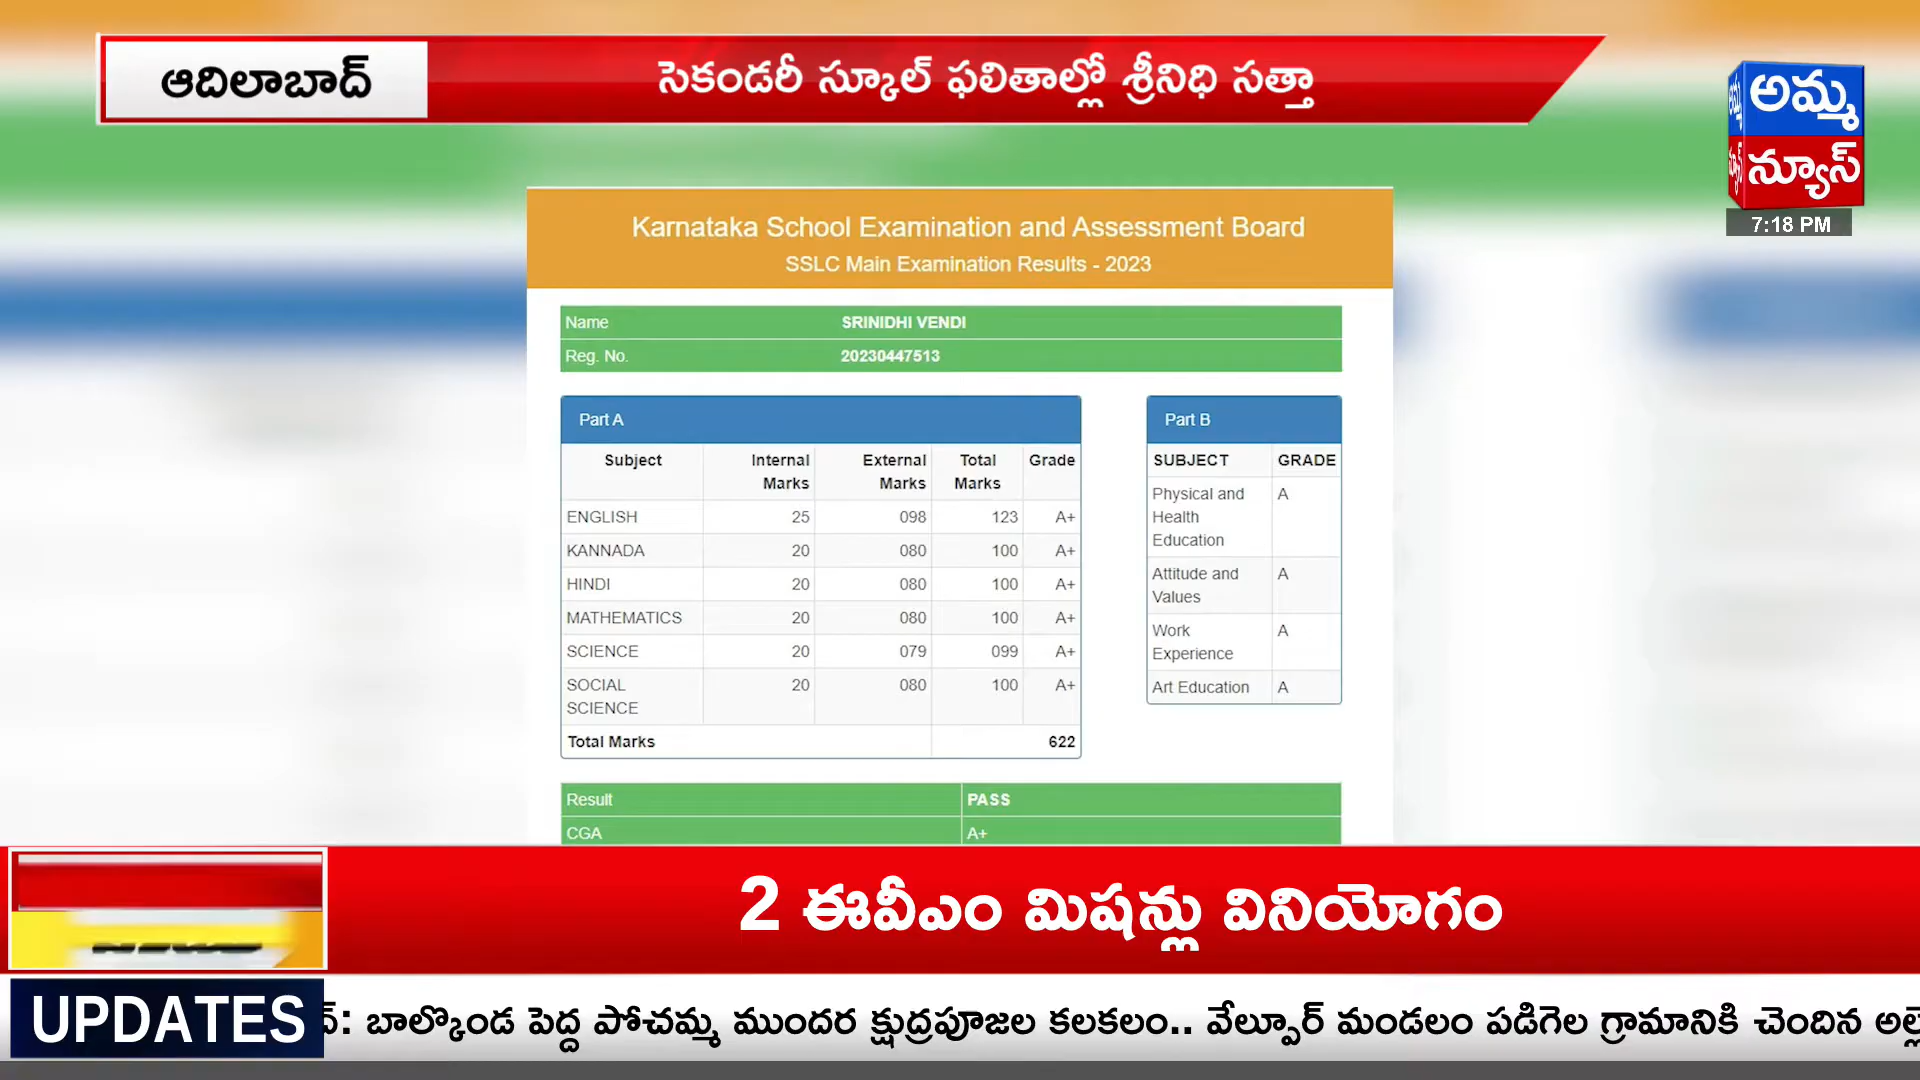 ఆదిలాబాద్
సెకండరీ స్కూల్ ఫలితాల్లో శ్రీనిధి సత్తా
అమ్మ
న్యూస్
7:18 PM
Karnataka School Examination and Assessment Board
SSLC Main Examination Results - 2023
Name SRINIDHI VENDI
Reg. No. 20230447513
Part A
Subject Internal Marks External Marks Total Marks Grade
ENGLISH 25 098 123 A+
KANNADA 20 080 100 A+
HINDI 20 080 100 A+
MATHEMATICS 20 080 100 A+
SCIENCE 20 079 099 A+
SOCIAL SCIENCE 20 080 100 A+
Total Marks 622
Part B
SUBJECT GRADE
Physical and Health Education A
Attitude and Values A
Work Experience A
Art Education A
Result PASS
CGA A+
2 ఈవీఎం మిషన్లు వినియోగం
UPDATES
బాల్కొండ పెద్ద పోచమ్మ ముందర క్షుద్రపూజల కలకలం.. వేల్పూర్ మండలం పడిగెల గ్రామానికి చెందిన